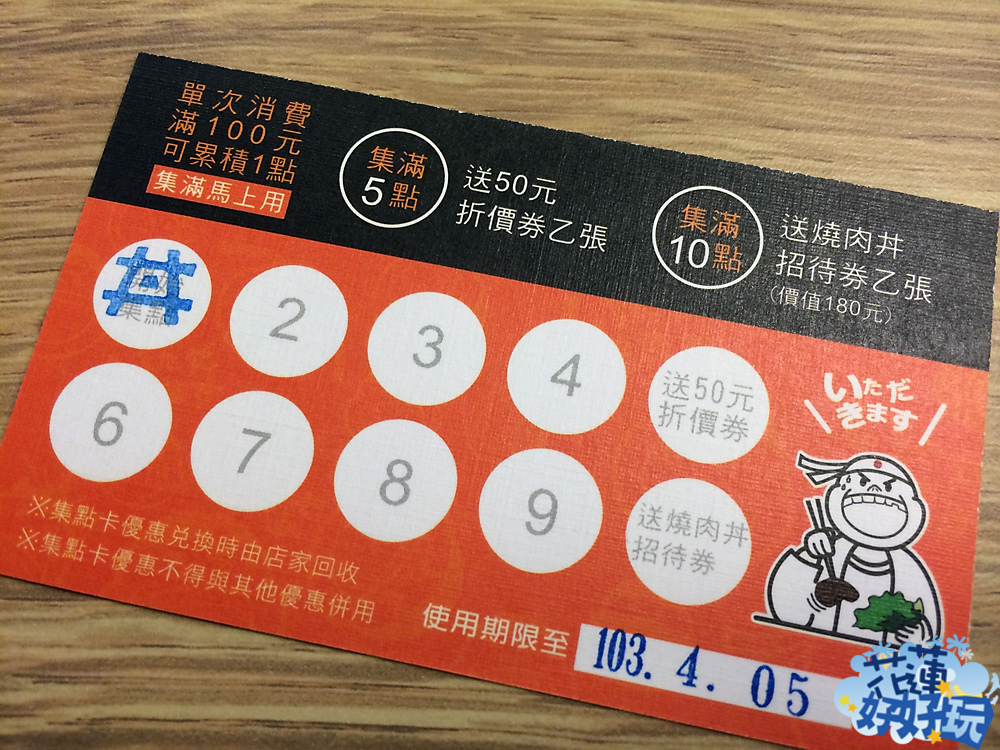 單次消費
滿100元
可累積1點
集滿馬上用
集滿
5點
送50元
折價券乙張
集滿
10點
送燒肉丼
招待券乙張
(價值180元)
井
集點
2
3
4
送50元
折價券
いただ
きます
6
7
8
9
送燒肉丼
招待券
※集點卡優惠兌換時由店家回收
※集點卡優惠不得與其他優惠併用
使用期限至
103.4.05
花蓮
好好玩